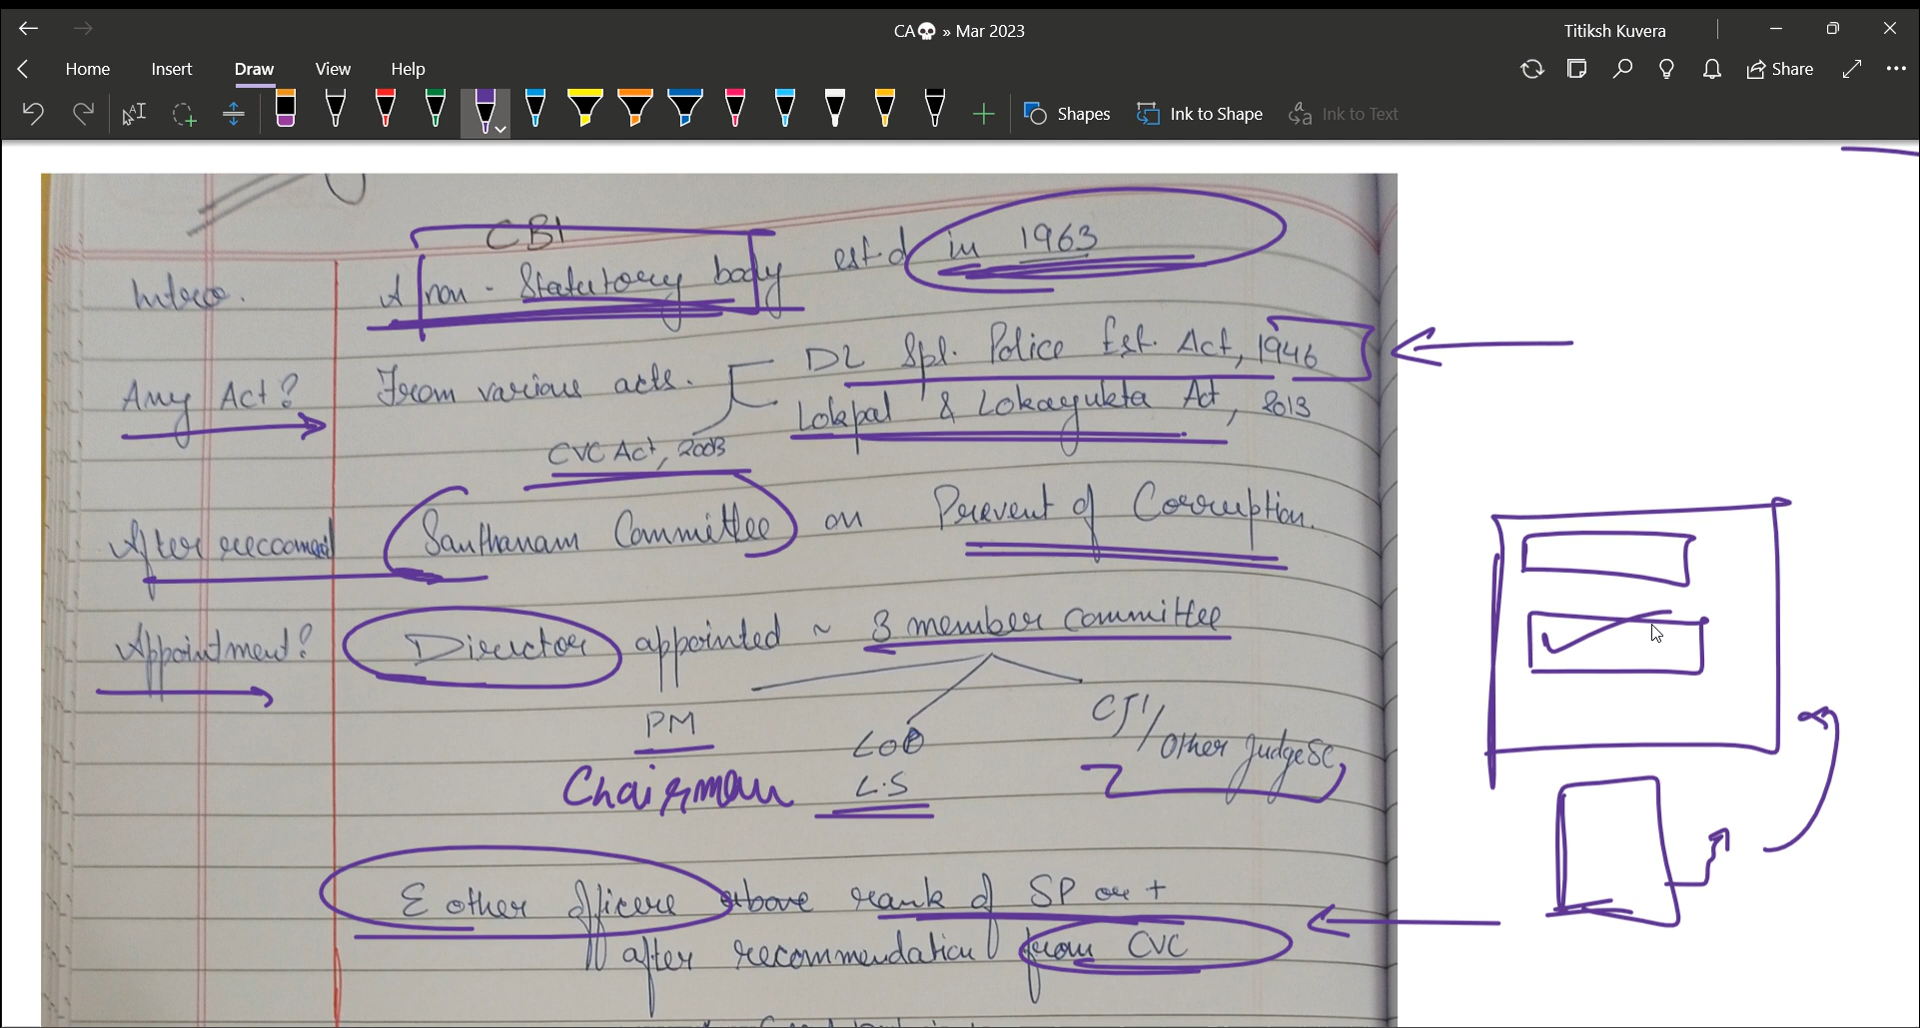 CA💀 » Mar 2023
Titiksh Kuvera
Home Insert Draw View Help
Share
Shapes Ink to Shape Ink to Text
CBI
Intro. A non - Statutory body est.d in 1963
Any Act? From various acts. DL Spl. Police Est. Act, 1946
Lokpal & Lokayukta Act, 2013
CVC Act, 2003
After reccomend Santhanam Committee on Prevent of Corruption.
Appointment? Director appointed ~ 3 member committee
PM LOO CJI/
Other Judge SC
Chairman L.S
& other officers above rank of SP or +
after recommendation from CVC